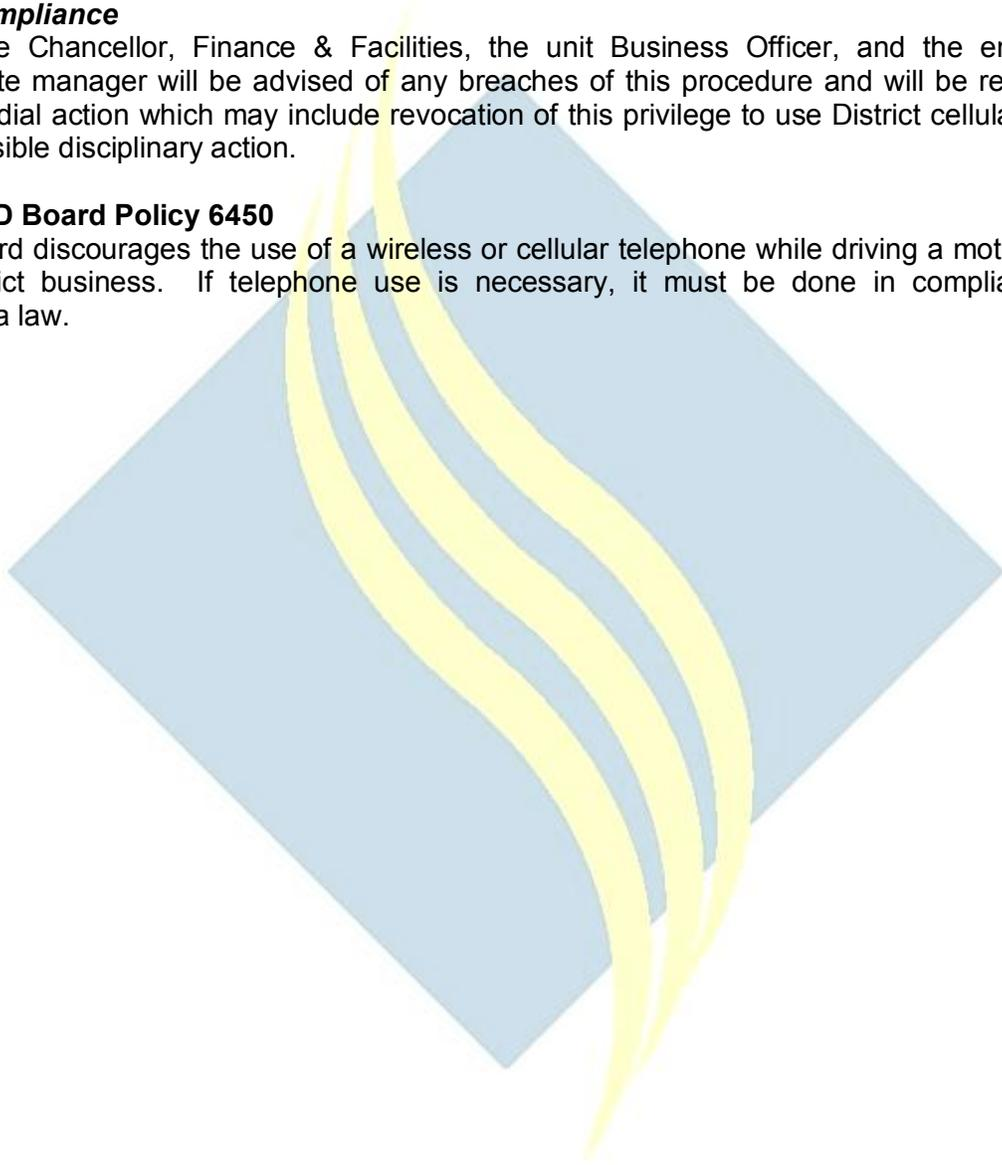 mpliance
e Chancellor, Finance & Facilities, the unit Business Officer, and the en
te manager will be advised of any breaches of this procedure and will be re
dial action which may include revocation of this privilege to use District cellula
sible disciplinary action.
D Board Policy 6450
rd discourages the use of a wireless or cellular telephone while driving a mot
ict business. If telephone use is necessary, it must be done in complia
a law.